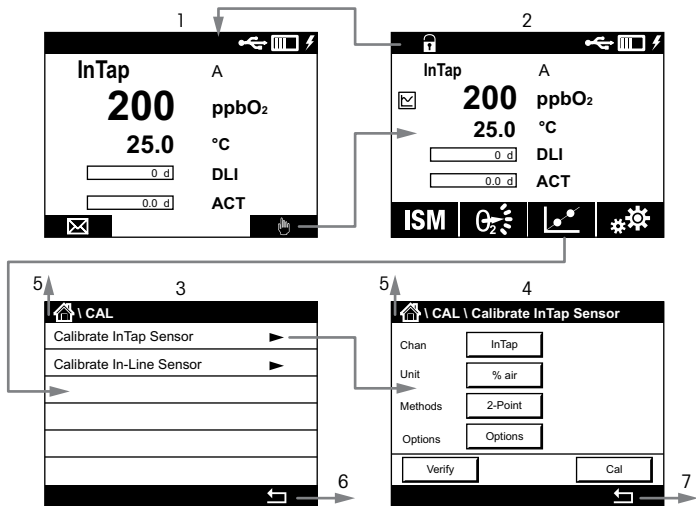 1
InTap A
200 ppbO2
25.0 °C
0 d DLI
0.0 d ACT
2
InTap A
200 ppbO2
25.0 °C
0 d DLI
0.0 d ACT
ISM O2
5 3
\ CAL
Calibrate InTap Sensor
Calibrate In-Line Sensor
6
5 4
\ CAL \ Calibrate InTap Sensor
Chan InTap
Unit % air
Methods 2-Point
Options Options
Verify Cal
7